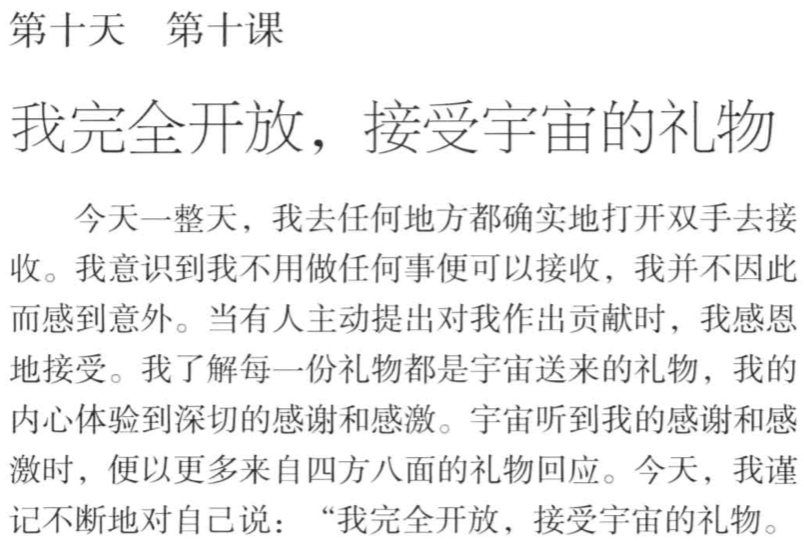 第十天 第十课
我完全开放，接受宇宙的礼物
今天一整天，我去任何地方都确实地打开双手去接
收。我意识到我不用做任何事便可以接收，我并不因此
而感到意外。当有人主动提出对我作出贡献时，我感恩
地接受。我了解每一份礼物都是宇宙送来的礼物，我的
内心体验到深切的感谢和感激。宇宙听到我的感谢和感
激时，便以更多来自四方八面的礼物回应。今天，我谨
记不断地对自己说：“我完全开放，接受宇宙的礼物。